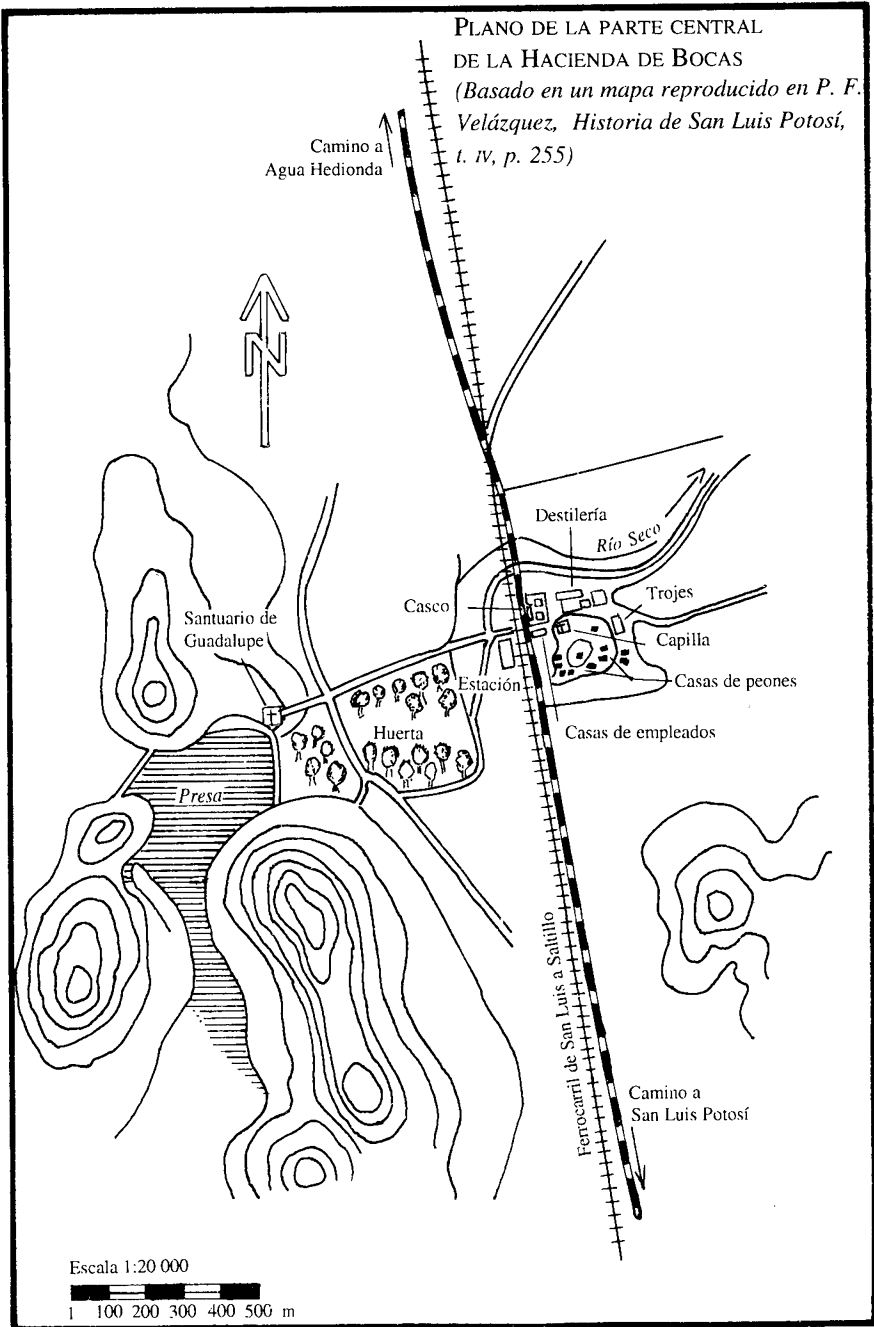 PLANO DE LA PARTE CENTRAL
DE LA HACIENDA DE BOCAS
(Basado en un mapa reproducido en P. F.
Velázquez, Historia de San Luis Potosí,
t. IV, p. 255)
Camino a
Agua Hedionda
N
Destilería
Río Seco
Casco
Trojes
Santuario de
Guadalupe
Capilla
Estación
Casas de peones
Huerta
Casas de empleados
Presa
Ferrocarril de San Luis a Saltillo
Camino a
San Luis Potosí
Escala 1:20 000
1 100 200 300 400 500 m